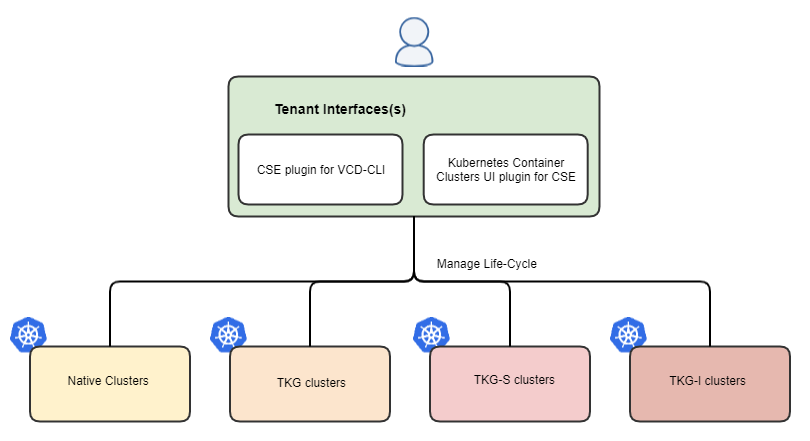 Tenant Interfaces(s)
CSE plugin for VCD-CLI
Kubernetes Container
Clusters UI plugin for CSE
Manage Life-Cycle
Native Clusters
TKG clusters
TKG-S clusters
TKG-I clusters